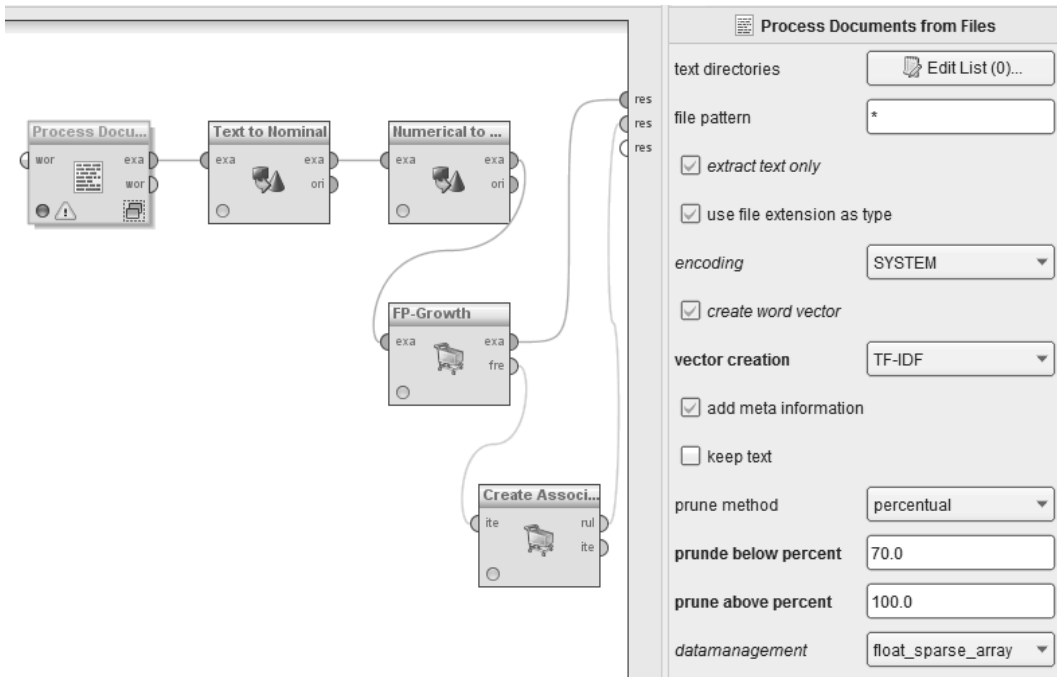 Process Docu...
wor
exa
wor
Text to Nominal
exa
exa
ori
Numerical to ...
exa
exa
ori
FP-Growth
exa
exa
fre
Create Associ...
ite
rul
ite
res
res
res
Process Documents from Files
text directories
Edit List (0)...
file pattern
*
extract text only
use file extension as type
encoding
SYSTEM
create word vector
vector creation
TF-IDF
add meta information
keep text
prune method
percentual
prunde below percent
70.0
prune above percent
100.0
datamanagement
float_sparse_array